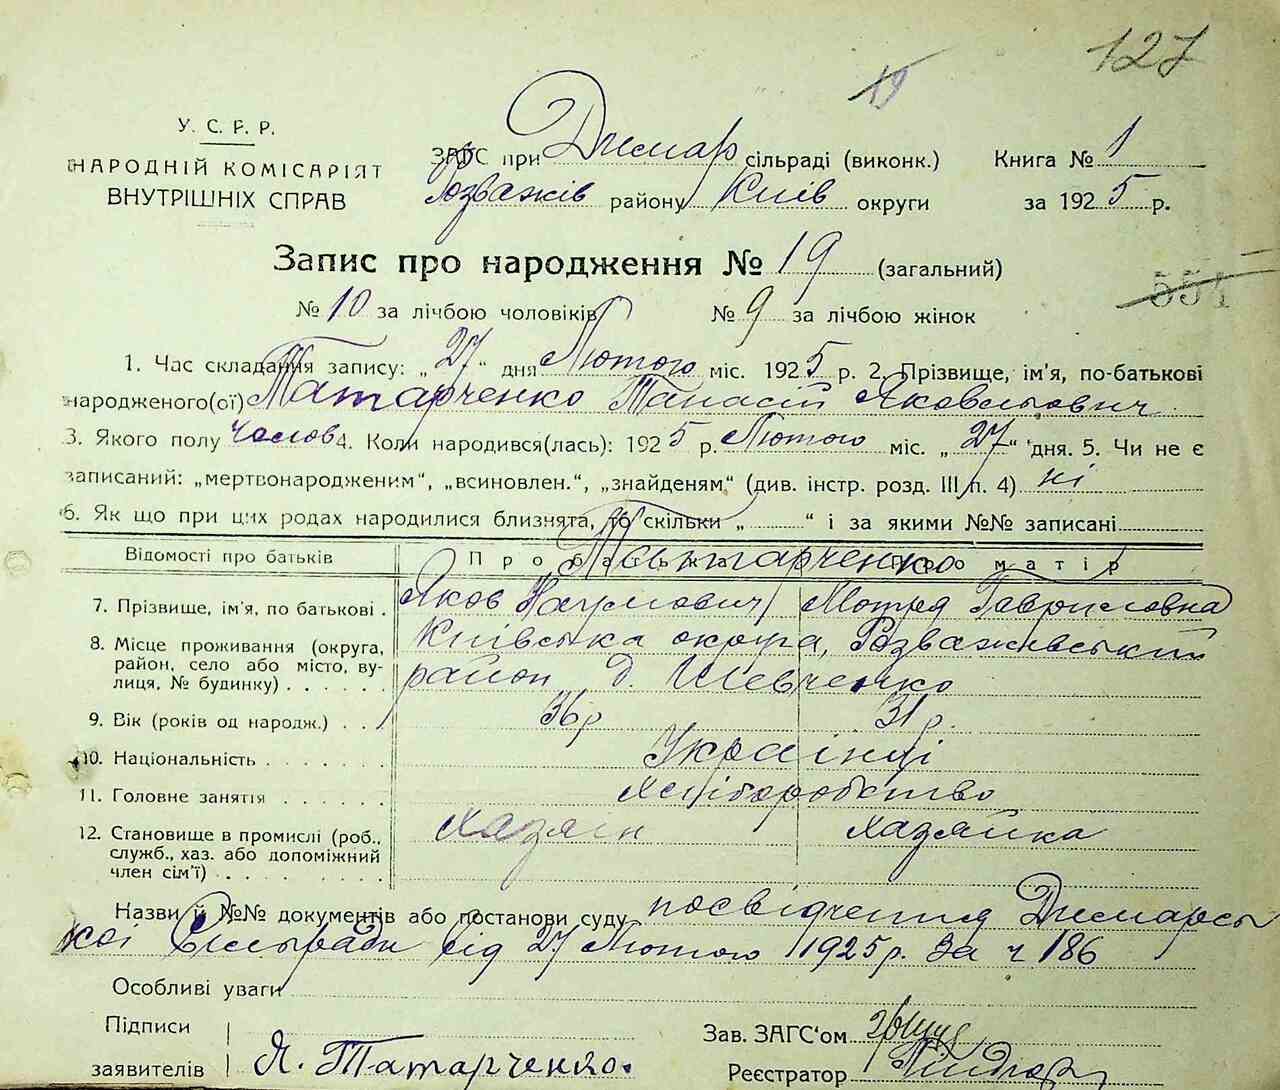 127
19
У. С. Р. Р.
НАРОДНІЙ КОМІСАРІЯТ
ВНУТРІШНІХ СПРАВ
ЗАГС при Димар сільраді (виконк.) Книга № 1
Розважів району Київ округи за 1925 р.
Запис про народження № 19 (загальний)
554
№ 10 за лічбою чоловіків № 9 за лічбою жінок
1. Час складання запису: „27“ дня Лютого міс. 1925 р. 2. Прізвище, ім'я, по-батькові
народженого(ої) Татарченко Танасій Яковльович
3. Якого полу Чолов 4. Коли народився(лась): 1925 р. Лютого міс. „27“ дня. 5. Чи не є
записаний: „мертвонародженим“, „всиновлен.“, „знайденям“ (див. інстр. розд. III п. 4) ні
6. Як що при цих родах народилися близнята, то скільки „ “ і за якими №№ записані
Відомості про батьків Про батька Про матір
Татарченко
7. Прізвище, ім'я, по батькові Яков Наумович Мотря Гавриловна
8. Місце проживання (округа, район, село або місто, вулиця, № будинку) Київська округа, Розважівський
район д. Шевченко
9. Вік (років од народж.) 36 р 31 р.
10. Національність Українці
11. Головне заняття Хліборобство
12. Становище в промислі (роб., служб., хаз. або допоміжний член сім'ї) Хазяін хазяйка
Назви й №№ документів або постанови суду посвідчення Димарсь
кої Сільради від 27 Лютого 1925 р. За ч 186
Особливі уваги
Підписи
заявителів Я. Татарченко.
Зав. ЗАГС'ом
Реєстратор